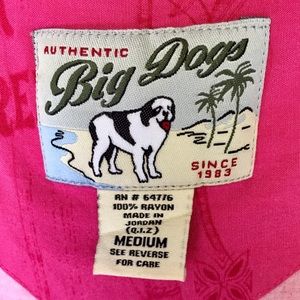 AUTHENTIC
Big Dogs
SINCE
1983
RN # 64776
100% RAYON
MADE IN
JORDAN
(Q.I.Z)
MEDIUM
SEE REVERSE
FOR CARE